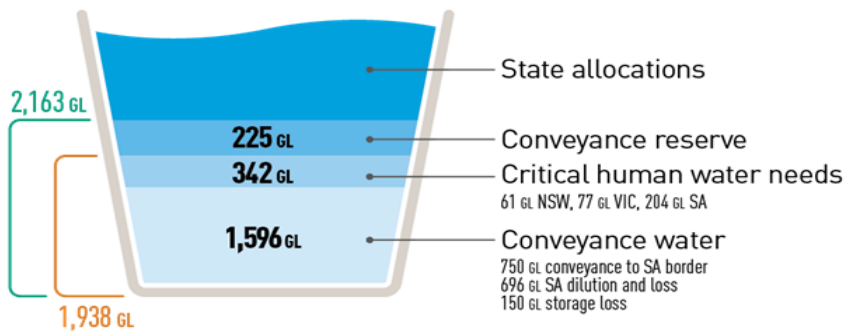 State allocations
2,163 GL
225 GL
Conveyance reserve
342 GL
Critical human water needs
61 GL NSW, 77 GL VIC, 204 GL SA
1,596 GL
Conveyance water
750 GL conveyance to SA border
696 GL SA dilution and loss
150 GL storage loss
1,938 GL